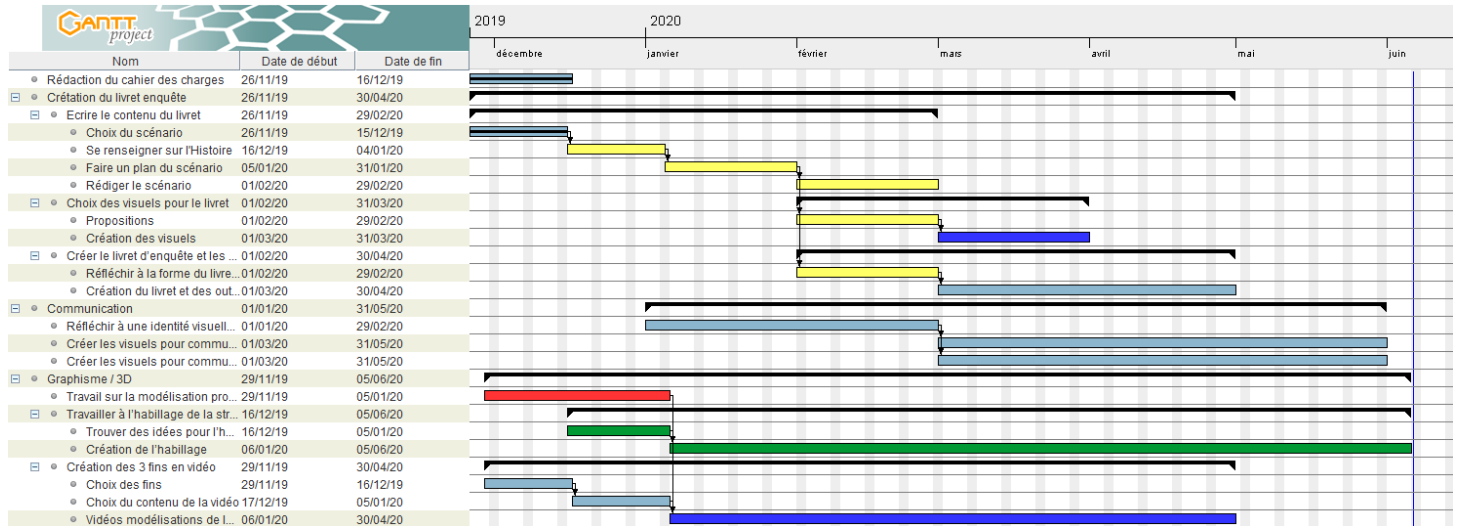 GANTT project
2019 2020
décembre janvier février mars avril mai juin
Nom Date de début Date de fin
Rédaction du cahier des charges 26/11/19 16/12/19
Crétation du livret enquête 26/11/19 30/04/20
Ecrire le contenu du livret 26/11/19 29/02/20
Choix du scénario 26/11/19 15/12/19
Se renseigner sur l'Histoire 16/12/19 04/01/20
Faire un plan du scénario 05/01/20 31/01/20
Rédiger le scénario 01/02/20 29/02/20
Choix des visuels pour le livret 01/02/20 31/03/20
Propositions 01/02/20 29/02/20
Création des visuels 01/03/20 31/03/20
Créer le livret d'enquête et les ... 01/02/20 30/04/20
Réfléchir à la forme du livre... 01/02/20 29/02/20
Création du livret et des out... 01/03/20 30/04/20
Communication 01/01/20 31/05/20
Réfléchir à une identité visuell... 01/01/20 29/02/20
Créer les visuels pour commu... 01/03/20 31/05/20
Créer les visuels pour commu... 01/03/20 31/05/20
Graphisme / 3D 29/11/19 05/06/20
Travail sur la modélisation pro... 29/11/19 05/01/20
Travailler à l'habillage de la str... 16/12/19 05/06/20
Trouver des idées pour l'h... 16/12/19 05/01/20
Création de l'habillage 06/01/20 05/06/20
Création des 3 fins en vidéo 29/11/19 30/04/20
Choix des fins 29/11/19 16/12/19
Choix du contenu de la vidéo 17/12/19 05/01/20
Vidéos modélisations de l... 06/01/20 30/04/20